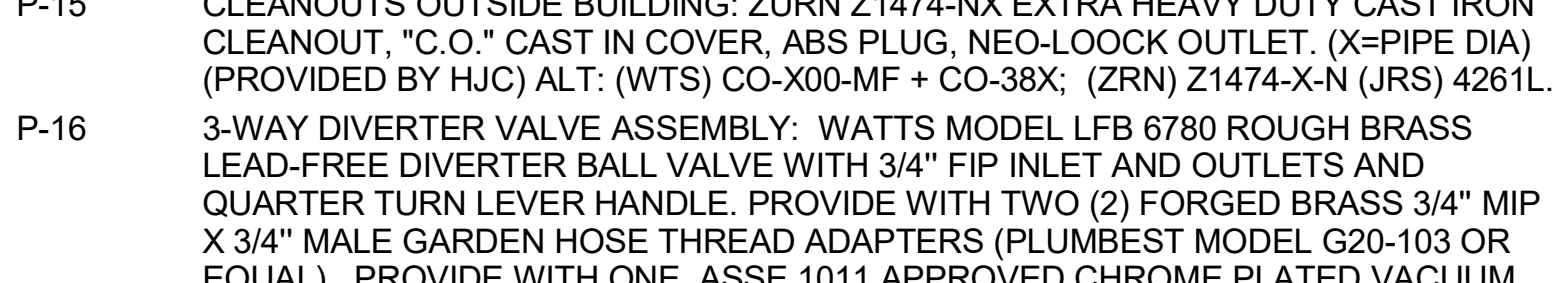 P-15 CLEANOUTS OUTSIDE BUILDING: ZURN Z1474-NX EXTRA HEAVY DUTY CAST IRON
CLEANOUT, "C.O." CAST IN COVER, ABS PLUG, NEO-LOOCK OUTLET. (X=PIPE DIA)
(PROVIDED BY HJC) ALT: (WTS) CO-X00-MF + CO-38X; (ZRN) Z1474-X-N (JRS) 4261L.
P-16 3-WAY DIVERTER VALVE ASSEMBLY: WATTS MODEL LFB 6780 ROUGH BRASS
LEAD-FREE DIVERTER BALL VALVE WITH 3/4" FIP INLET AND OUTLETS AND
QUARTER TURN LEVER HANDLE. PROVIDE WITH TWO (2) FORGED BRASS 3/4" MIP
X 3/4" MALE GARDEN HOSE THREAD ADAPTERS (PLUMBEST MODEL G20-103 OR
EQUAL). PROVIDE WITH ONE ASSE 1011 APPROVED CHROME PLATED VACUUM